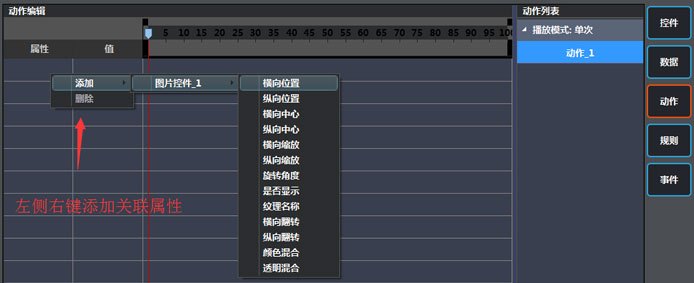 动作编辑
动作列表
0 5 10 15 20 25 30 35 40 45 50 55 60 65 70 75 80 85 90 95 100
属性 值
播放模式: 单次
动作_1
控件
数据
动作
规则
事件
添加
删除
图片控件_1
横向位置
纵向位置
横向中心
纵向中心
横向缩放
纵向缩放
旋转角度
是否显示
纹理名称
横向翻转
纵向翻转
颜色混合
透明混合
左侧右键添加关联属性